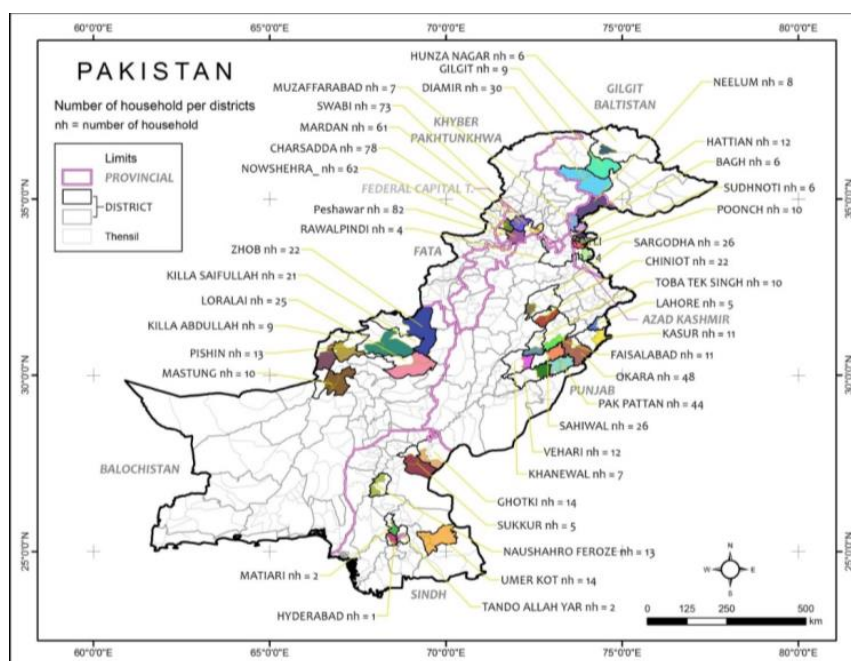 60°0'0"E 65°0'0"E 70°0'0"E 75°0'0"E 80°0'0"E
PAKISTAN
Number of household per districts
nh = number of household
Limits
PROVINCIAL
DISTRICT
Thensil
HUNZA NAGAR nh = 6
GILGIT nh = 9
MUZAFFARABAD nh = 7
DIAMIR nh = 30
SWABI nh = 73
MARDAN nh = 61
CHARSADDA nh = 78
NOWSHEHRA_ nh = 62
Peshawar nh = 82
RAWALPINDI nh = 4
ZHOB nh = 22
KILLA SAIFULLAH nh = 21
LORALAI nh = 25
KILLA ABDULLAH nh = 9
PISHIN nh = 13
MASTUNG nh = 10
KHYBER
PAKHTUNKHWA
FEDERAL CAPITAL T.
FATA
GILGIT
BALTISTAN
NEELUM nh = 8
HATTIAN nh = 12
BAGH nh = 6
SUDHNOTI nh = 6
POONCH nh = 10
4
SARGODHA nh = 26
CHINIOT nh = 22
TOBA TEK SINGH nh = 10
LAHORE nh = 5
AZAD KASHMIR
KASUR nh = 11
FAISALABAD nh = 11
OKARA nh = 48
PUNJAB
PAK PATTAN nh = 44
SAHIWAL nh = 26
VEHARI nh = 12
KHANEWAL nh = 7
BALOCHISTAN
GHOTKI nh = 14
SUKKUR nh = 5
NAUSHAHRO FEROZE nh = 13
MATIARI nh = 2
UMER KOT nh = 14
SINDH
TANDO ALLAH YAR nh = 2
HYDERABAD nh = 1
N
W E
S
0 125 250 500
km
35°0'0"N 35°0'0"N
30°0'0"N 30°0'0"N
25°0'0"N 25°0'0"N
60°0'0"E 65°0'0"E 70°0'0"E 75°0'0"E 80°0'0"E